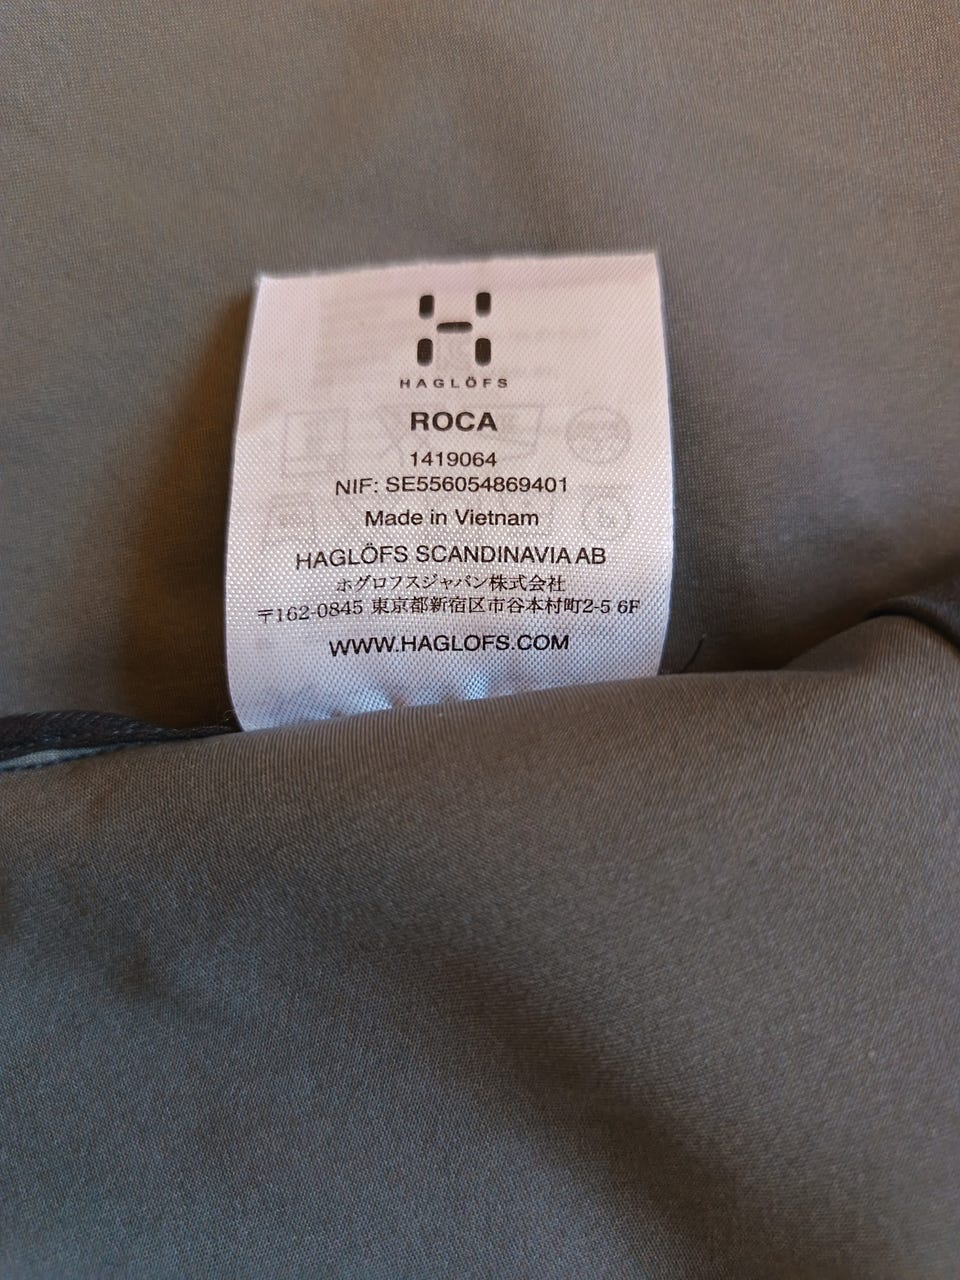 HAGLÖFS
ROCA
1419064
NIF: SE556054869401
Made in Vietnam
HAGLÖFS SCANDINAVIA AB
ホグロフスジャパン株式会社
〒162-0845 東京都新宿区市谷本村町2-5 6F
WWW.HAGLOFS.COM